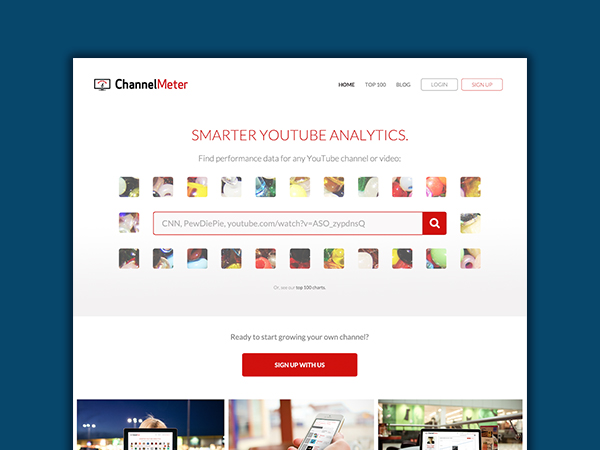 ChannelMeter
HOME TOP 100 BLOG LOGIN SIGN UP
SMARTER YOUTUBE ANALYTICS.
Find performance data for any YouTube channel or video:
CNN, PewDiePie, youtube.com/watch?v=ASO_zypdnsQ
Or, see our top 100 charts.
Ready to start growing your own channel?
SIGN UP WITH US